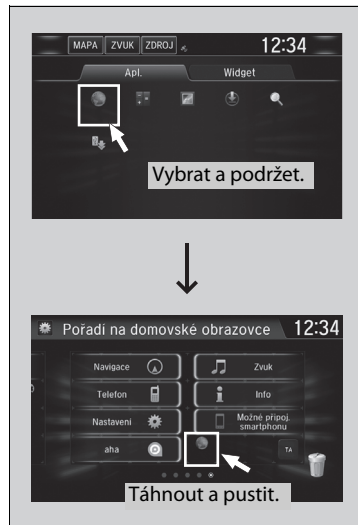 MAPA ZVUK ZDROJ 12:34
Apl. Widget
Vybrat a podržet.
Pořadí na domovské obrazovce 12:34
Navigace Zvuk
Telefon Info
Nastavení Možné připoj.
smartphonu
aha TA
Táhnout a pustit.